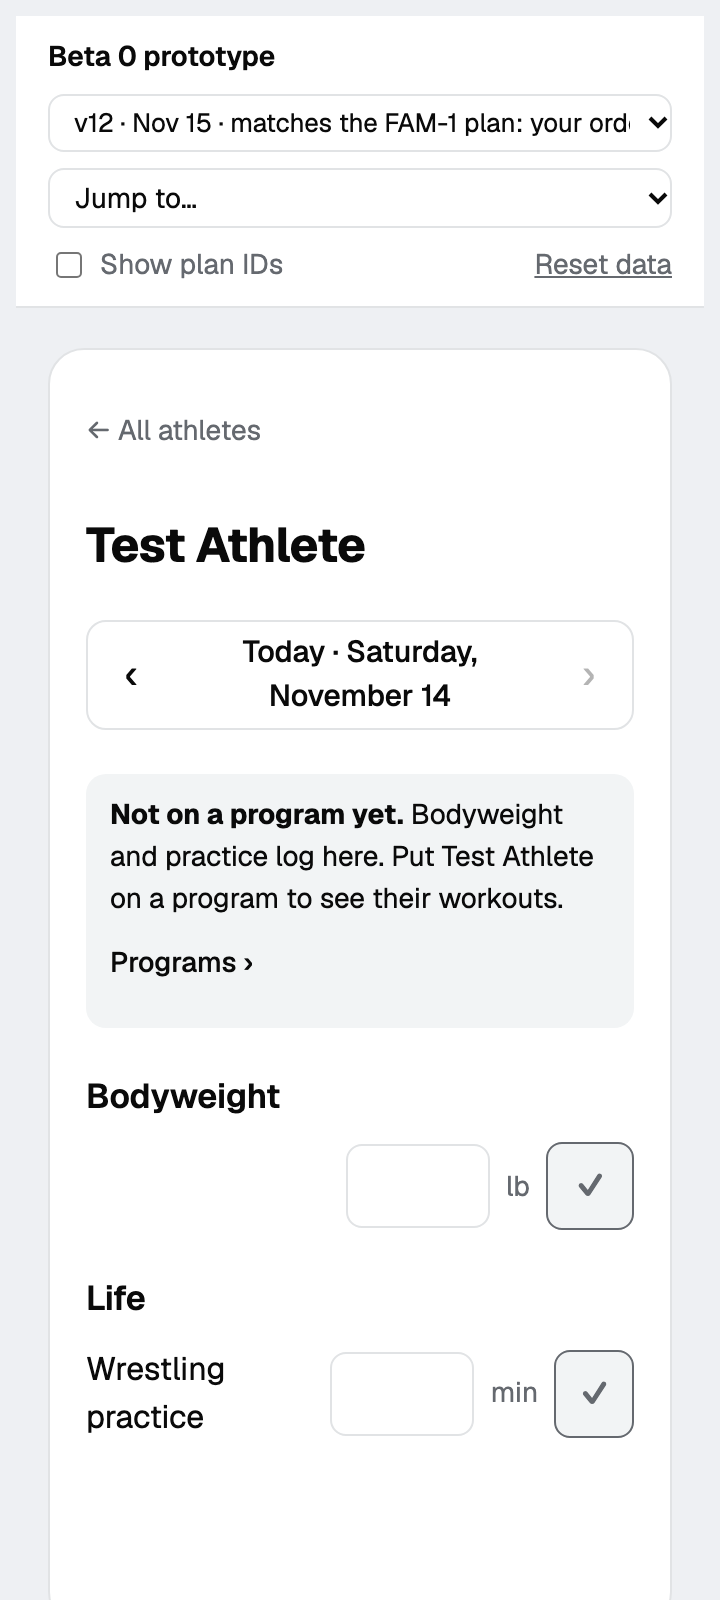 Beta 0 prototype
v12 · Nov 15 · matches the FAM-1 plan: your
Jump to...
Show plan IDs
Reset data
← All athletes
Test Athlete
‹
Today · Saturday,
November 14
›
Not on a program yet. Bodyweight
and practice log here. Put Test Athlete
on a program to see their workouts.
Programs ›
Bodyweight
lb
✓
Life
Wrestling
practice
min
✓